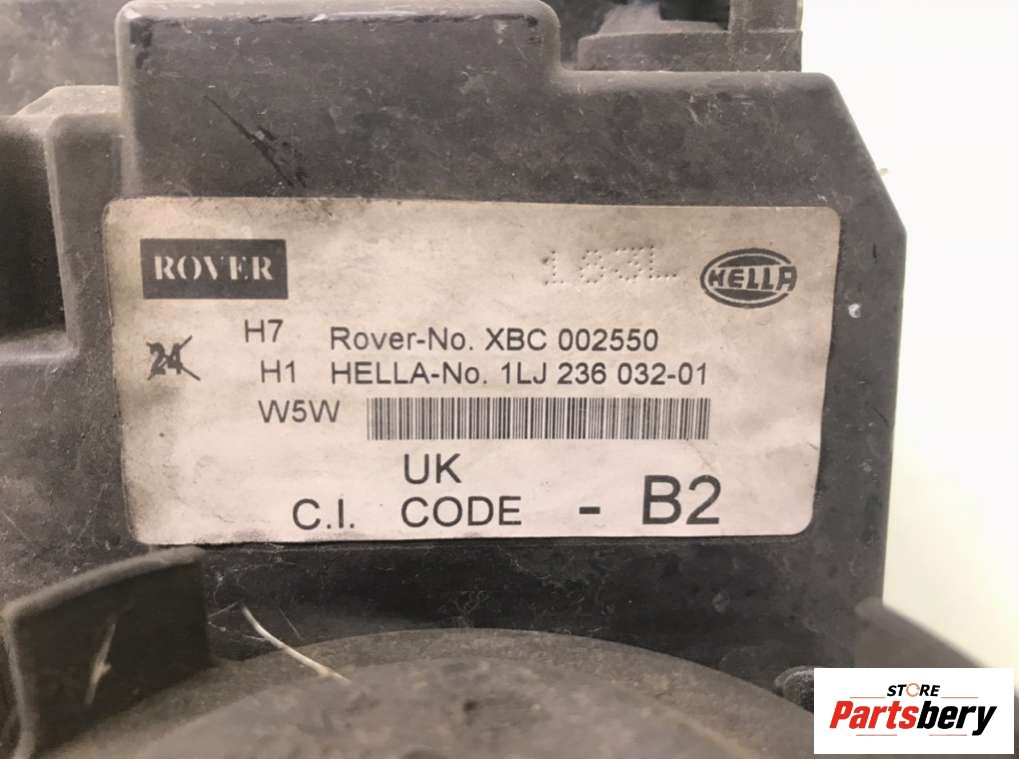 ROVER
183L
HELLA
H7 Rover-No. XBC 002550
24
H1 HELLA-No. 1LJ 236 032-01
W5W
UK
C.I. CODE - B2
STORE
Partsbery